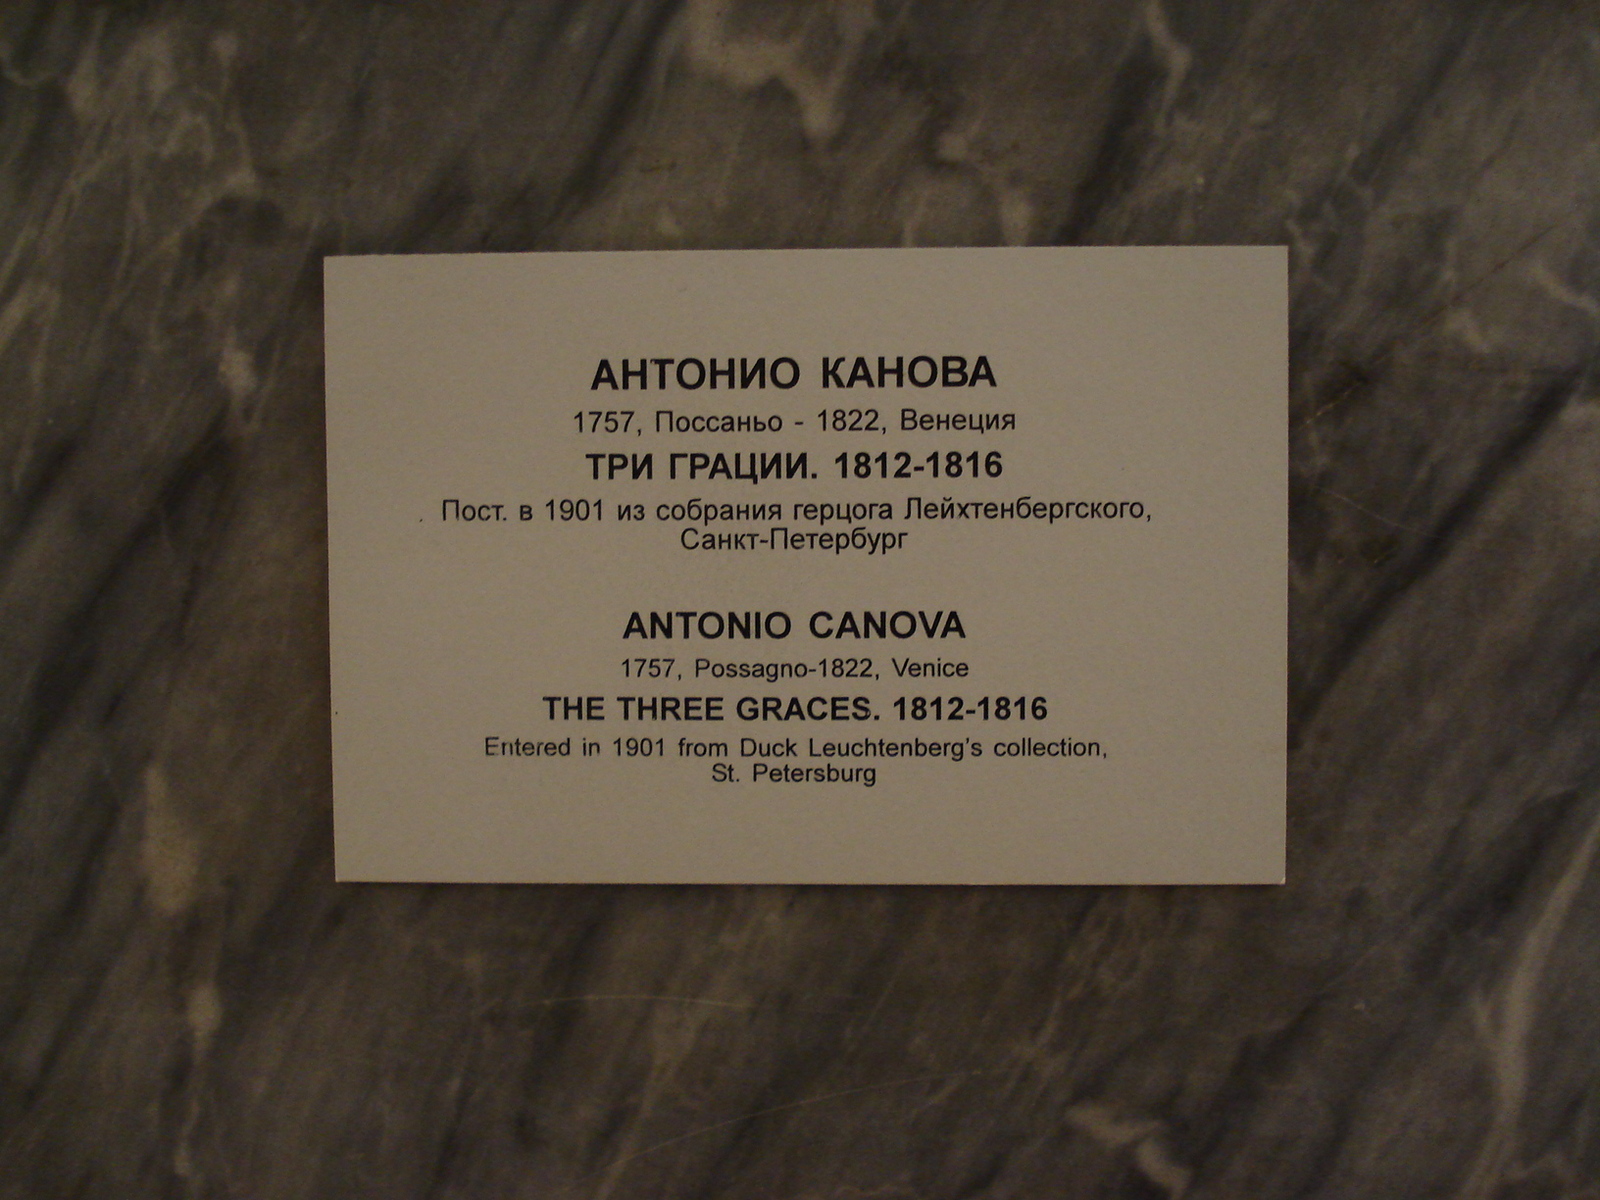 АНТОНИО КАНОВА
1757, Поссаньо - 1822, Венеция
ТРИ ГРАЦИИ. 1812-1816
Пост. в 1901 из собрания герцога Лейхтенбергского,
Санкт-Петербург
ANTONIO CANOVA
1757, Possagno-1822, Venice
THE THREE GRACES. 1812-1816
Entered in 1901 from Duck Leuchtenberg's collection,
St. Petersburg